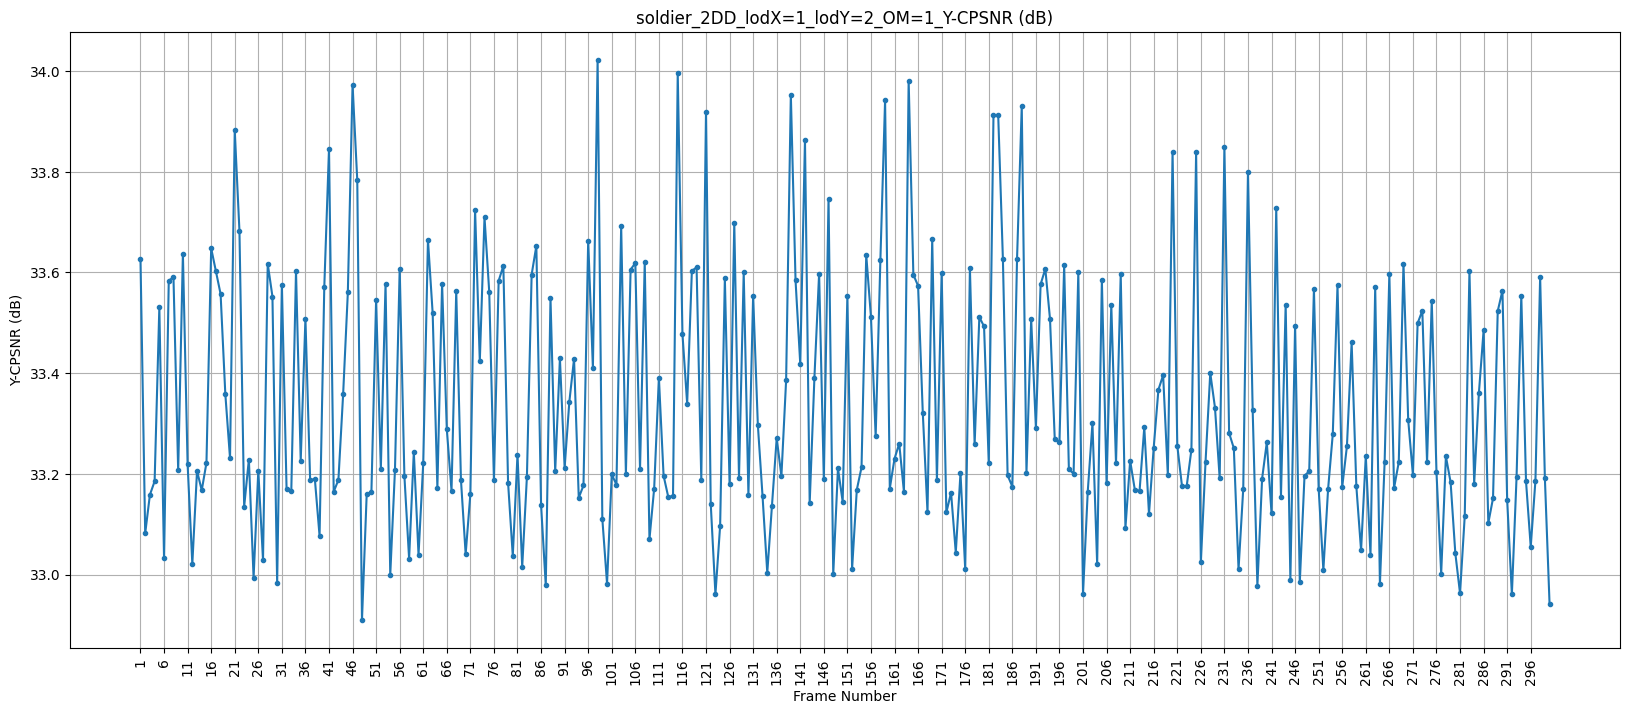 soldier_2DD_lodX=1_lodY=2_OM=1_Y-CPSNR (dB)
34.0
33.8
33.6
33.4
33.2
33.0
Y-CPSNR (dB)
1 6 11 16 21 26 31 36 41 46 51 56 61 66 71 76 81 86 91 96 101 106 111 116 121 126 131 136 141 146 151 156 161 166 171 176 181 186 191 196 201 206 211 216 221 226 231 236 241 246 251 256 261 266 271 276 281 286 291 296
Frame Number